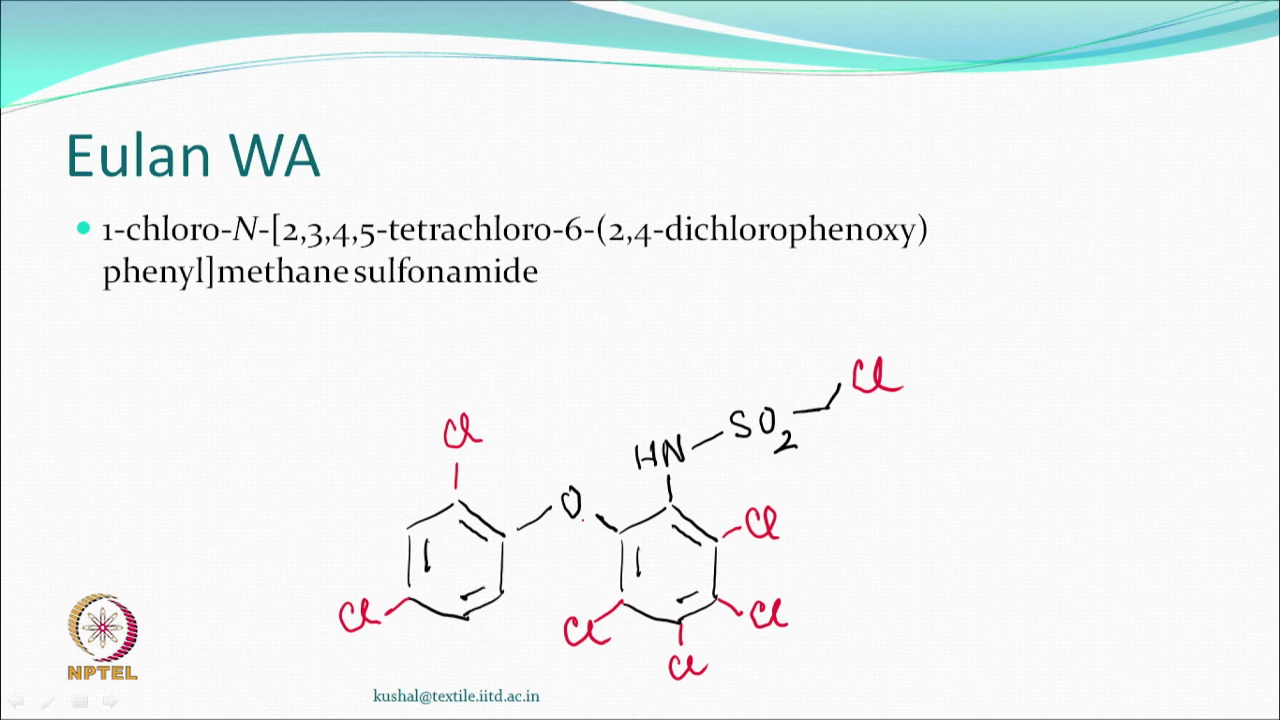 Eulan WA
1-chloro-N-[2,3,4,5-tetrachloro-6-(2,4-dichlorophenoxy)
phenyl]methane sulfonamide
Cl
SO2
HN
Cl
O
Cl
Cl
Cl
Cl
Cl
NPTEL
kushal@textile.iitd.ac.in